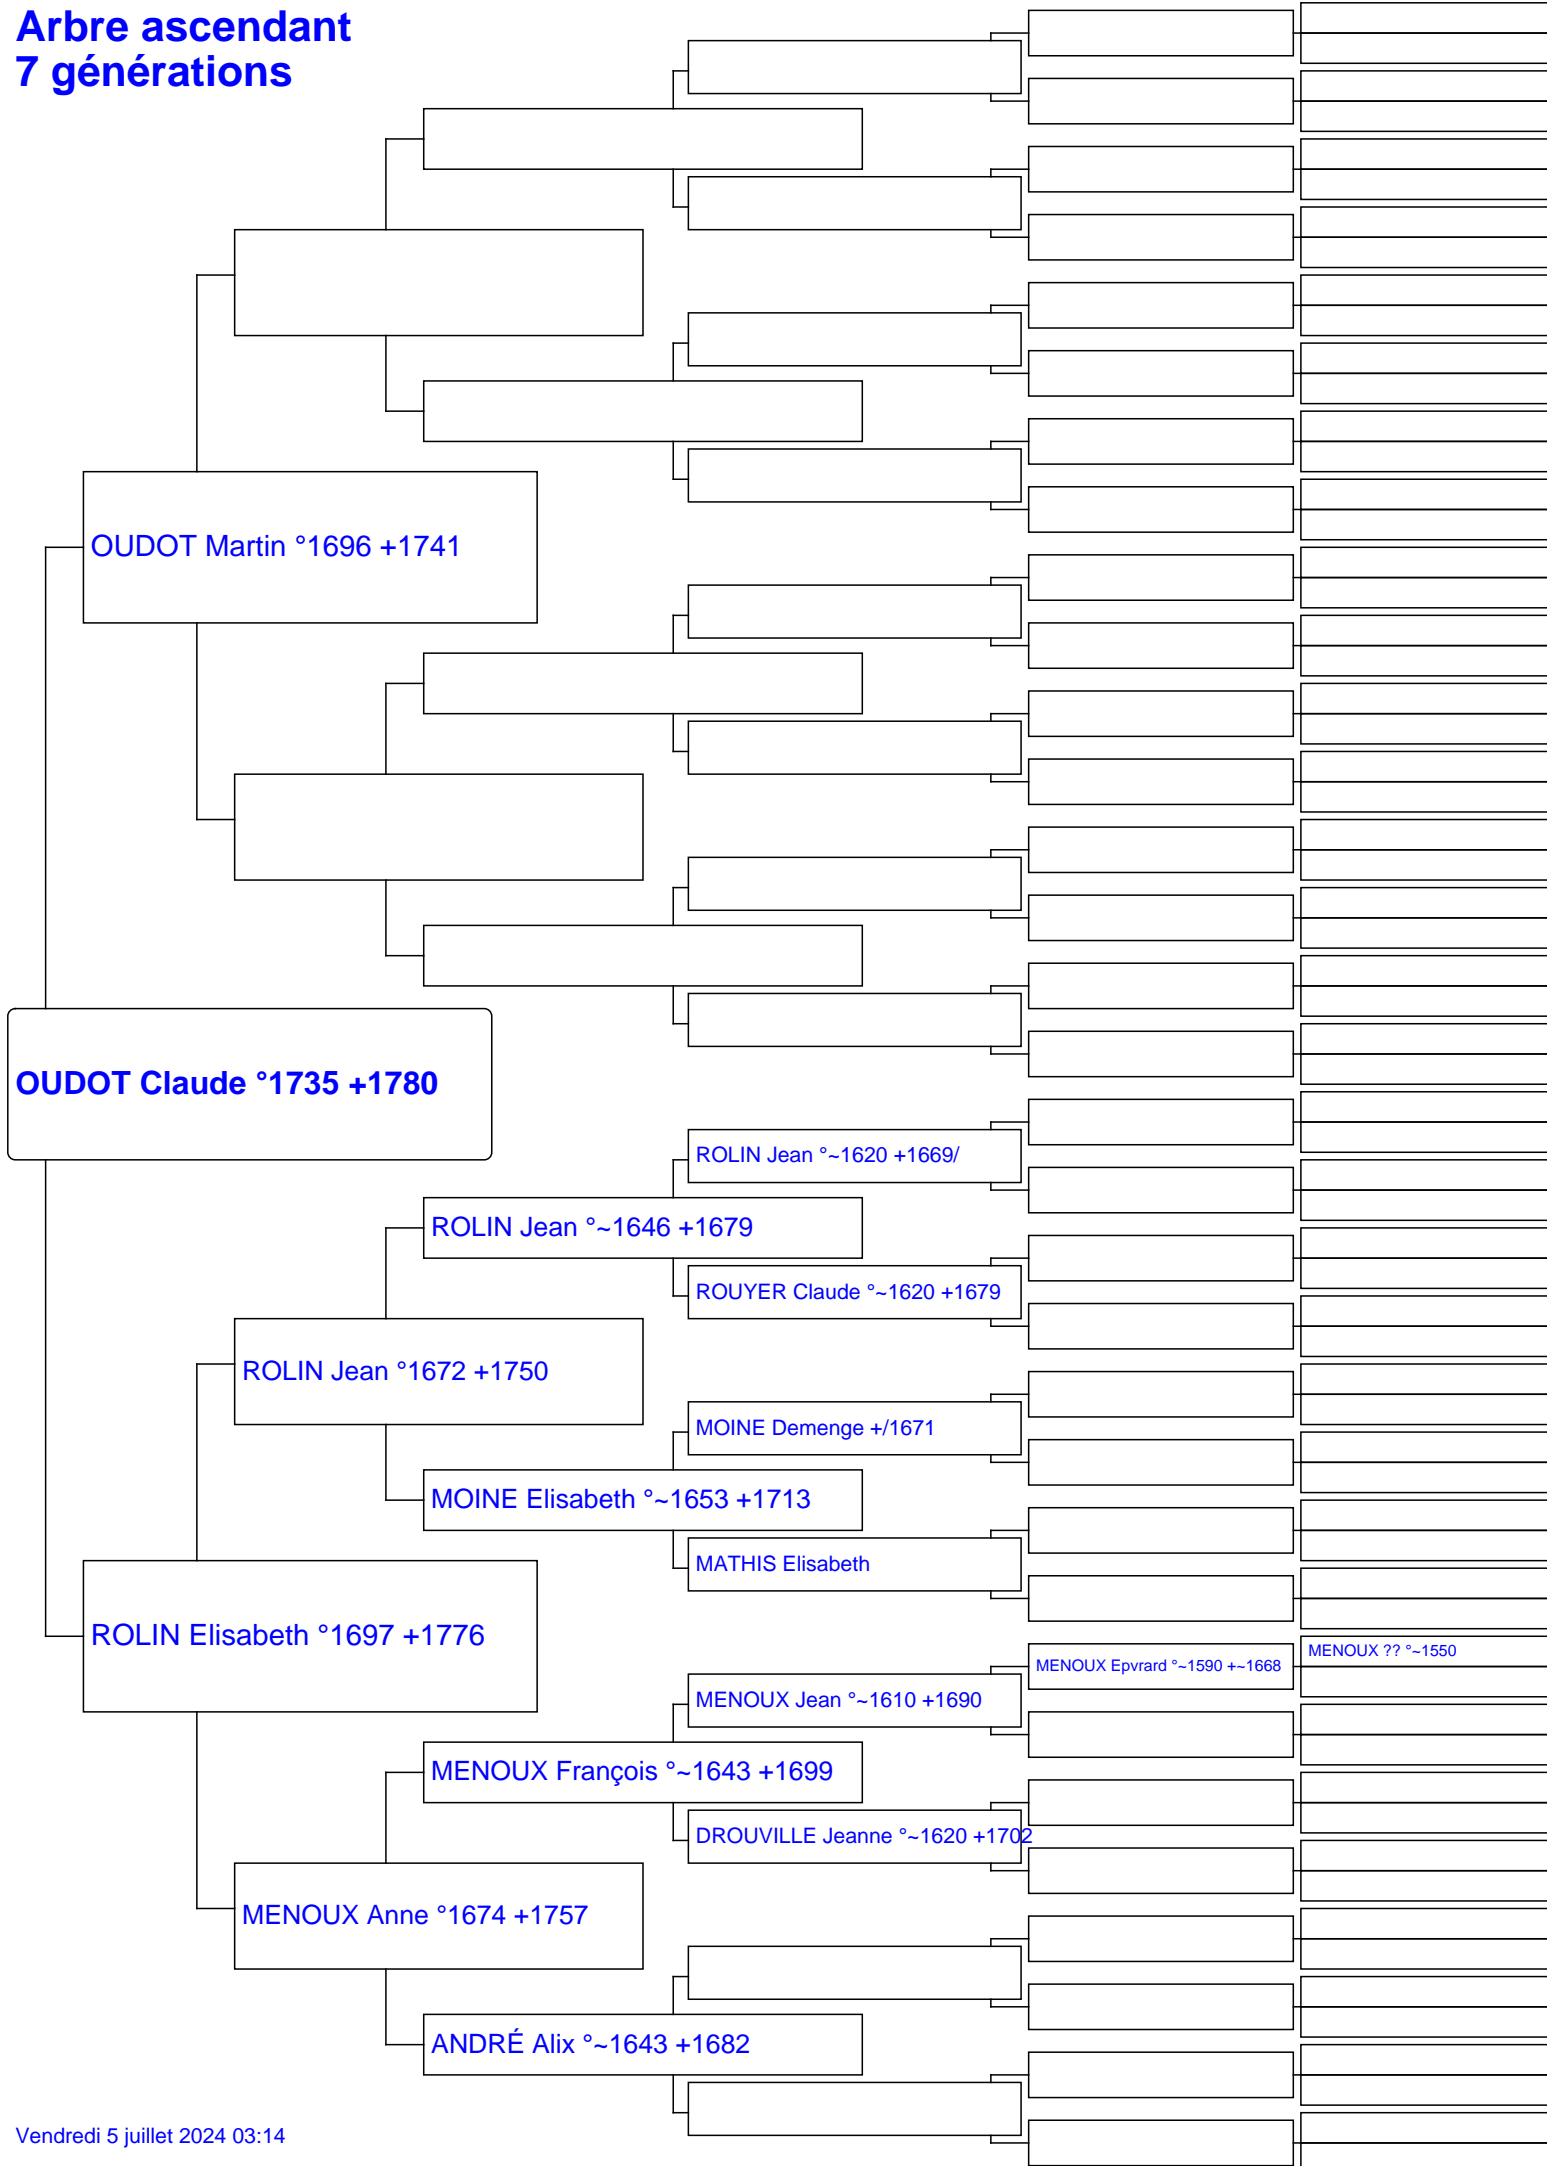 Arbre ascendant
7 générations
OUDOT Martin °1696 +1741
OUDOT Claude °1735 +1780
ROLIN Jean °~1620 +1669/
ROLIN Jean °~1646 +1679
ROUYER Claude °~1620 +1679
ROLIN Jean °1672 +1750
MOINE Demenge +/1671
MOINE Elisabeth °~1653 +1713
MATHIS Elisabeth
ROLIN Elisabeth °1697 +1776
MENOUX ?? °~1550
MENOUX Epvrard °~1590 +~1668
MENOUX Jean °~1610 +1690
MENOUX François °~1643 +1699
DROUVILLE Jeanne °~1620 +1702
MENOUX Anne °1674 +1757
ANDRÉ Alix °~1643 +1682
Vendredi 5 juillet 2024 03:14